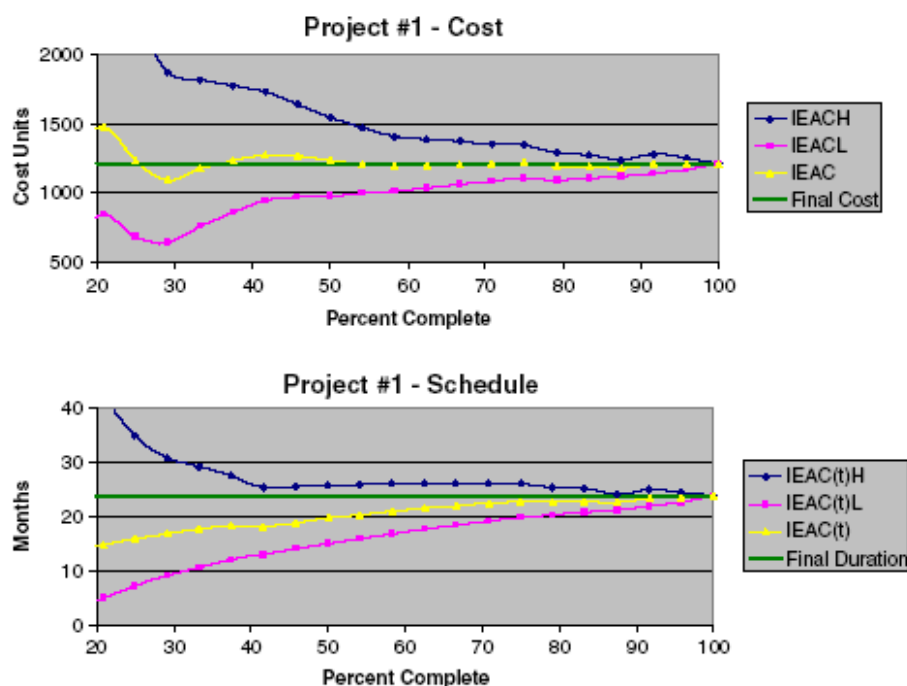 Project #1 - Cost
Cost Units
2000
1500
1000
500
20 30 40 50 60 70 80 90 100
Percent Complete
IEACH
IEACL
IEAC
Final Cost
Project #1 - Schedule
Months
40
30
20
10
0
20 30 40 50 60 70 80 90 100
Percent Complete
IEAC(t)H
IEAC(t)L
IEAC(t)
Final Duration